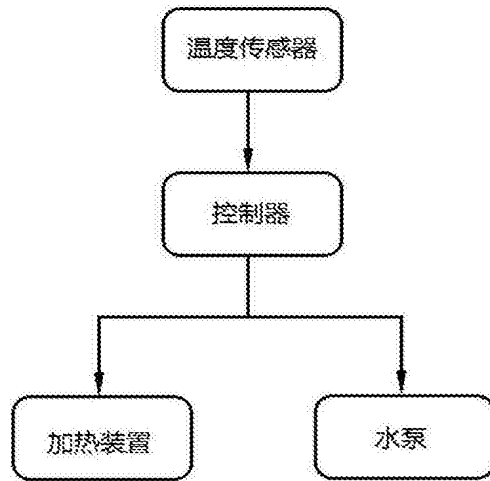 温度传感器
控制器
加热装置
水泵